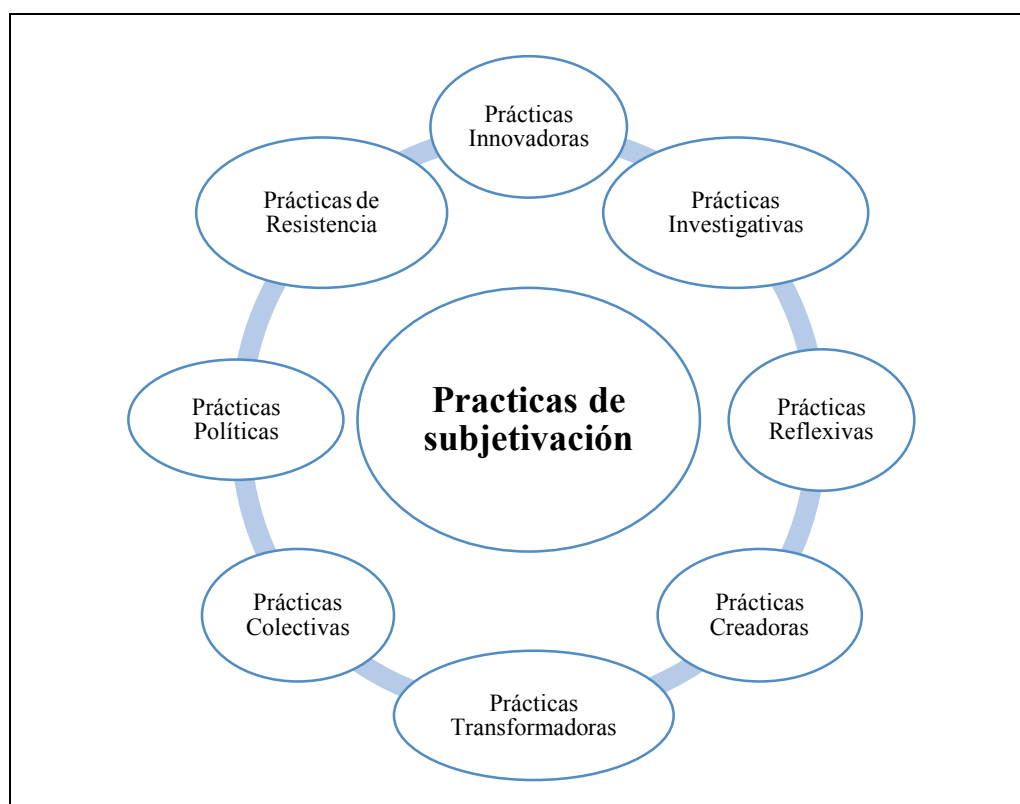 Prácticas
Innovadoras
Prácticas
Investigativas
Prácticas
Reflexivas
Prácticas
Creadoras
Prácticas
Transformadoras
Prácticas
Colectivas
Prácticas
Políticas
Prácticas de
Resistencia
Practicas de
subjetivación